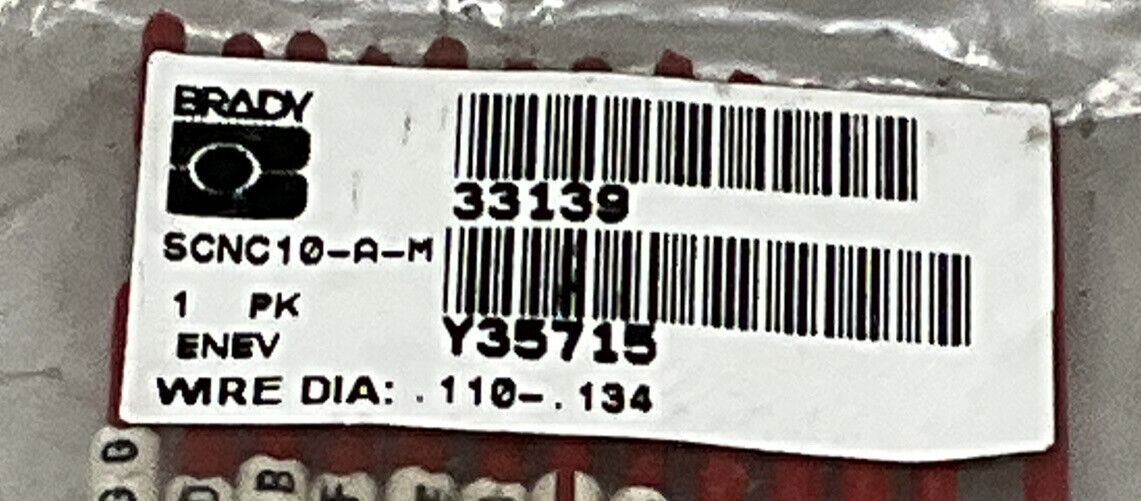 BRADY
33139
SCNC10-A-M
1 PK
Y35715
ENEV
WIRE DIA: .110-.134
D
B
F
E